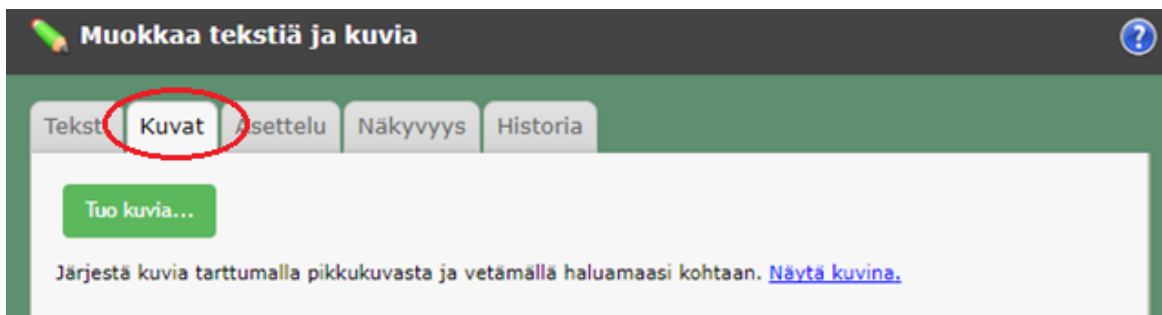 Muokkaa tekstiä ja kuvia
?
Kuvat Asettelu Näkyvyys Historia
Tuo kuvia...
Järjestä kuvia tarttumalla pikkukuvasta ja vetämällä haluamaasi kohtaan. Näytä kuvina.